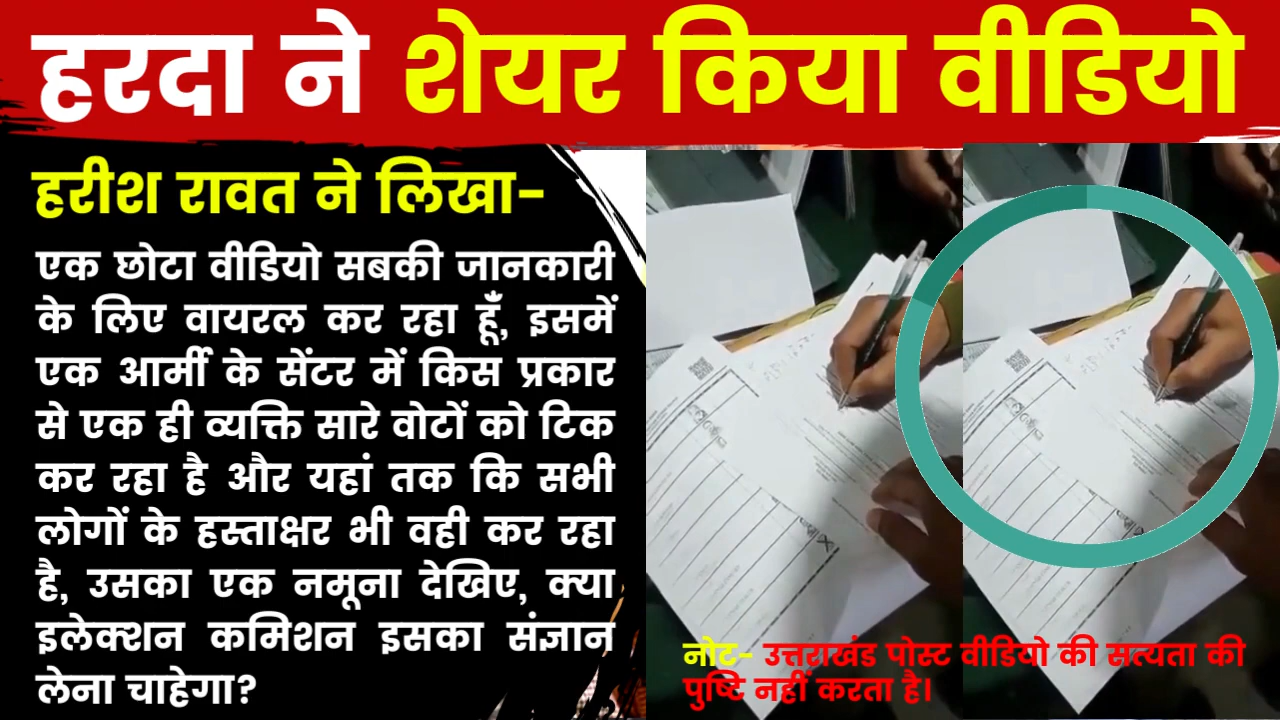 हरदा ने शेयर किया वीडियो
हरीश रावत ने लिखा-
एक छोटा वीडियो सबकी जानकारी
के लिए वायरल कर रहा हूँ, इसमें
एक आर्मी के सेंटर में किस प्रकार
से एक ही व्यक्ति सारे वोटों को टिक
कर रहा है और यहां तक कि सभी
लोगों के हस्ताक्षर भी वही कर रहा
है, उसका एक नमूना देखिए, क्या
इलेक्शन कमिशन इसका संज्ञान
लेना चाहेगा?
नोट- उत्तराखंड पोस्ट वीडियो की सत्यता की
पुष्टि नहीं करता है।